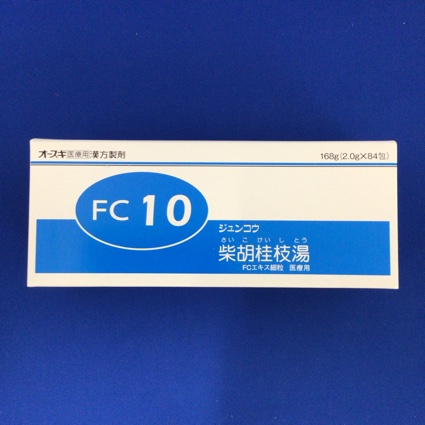 オースギ医療用漢方製剤
168g(2.0g×84包)
FC 10
ジュンコウ
さいこけいしとう
柴胡桂枝湯
FCエキス細粒 医療用